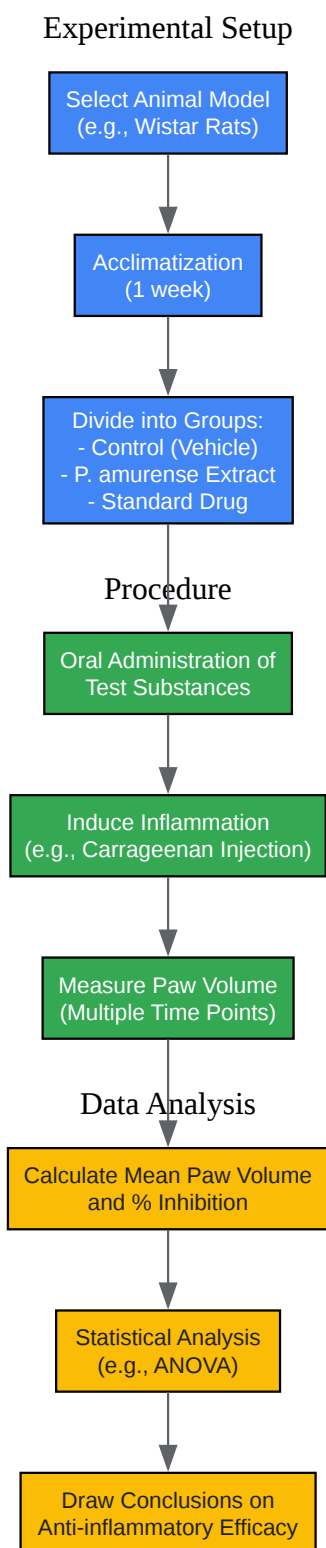 Experimental Setup
Select Animal Model
(e.g., Wistar Rats)
Acclimatization
(1 week)
Divide into Groups:
- Control (Vehicle)
- P. amurense Extract
- Standard Drug
Procedure
Oral Administration of
Test Substances
Induce Inflammation
(e.g., Carrageenan Injection)
Measure Paw Volume
(Multiple Time Points)
Data Analysis
Calculate Mean Paw Volume
and % Inhibition
Statistical Analysis
(e.g., ANOVA)
Draw Conclusions on
Anti-inflammatory Efficacy